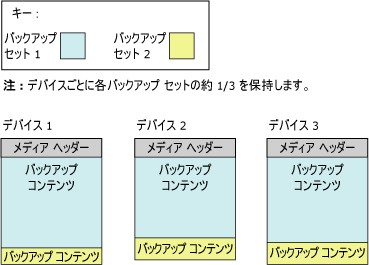 キー :
バックアップ
セット 1
バックアップ
セット 2
注 : デバイスごとに各バックアップ セットの約 1/3 を保持します。
デバイス 1
デバイス 2
デバイス 3
メディア ヘッダー
メディア ヘッダー
メディア ヘッダー
バックアップ
コンテンツ
バックアップ
コンテンツ
バックアップ
コンテンツ
バックアップ コンテンツ
バックアップ コンテンツ
バックアップ コンテンツ